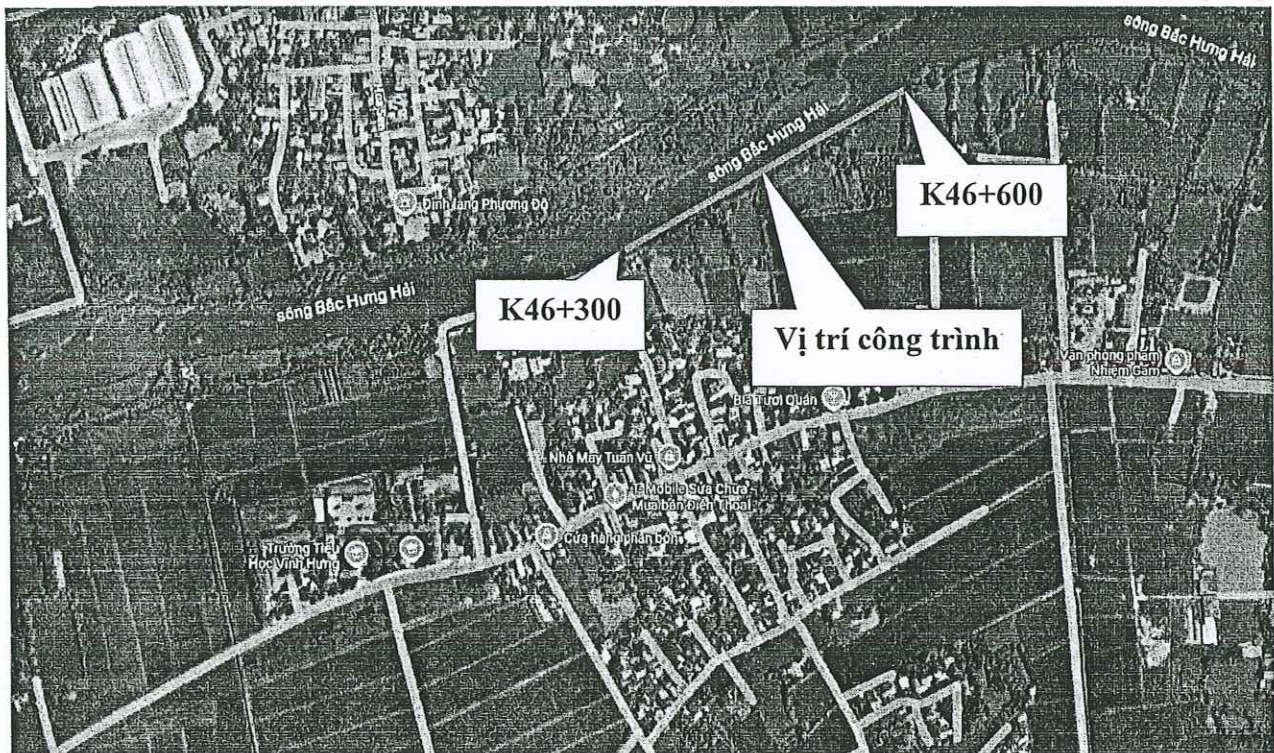 sông Bắc Hưng Hải
sông Bắc Hưng Hải
K46+600
Đình làng Phương Độ
sông Bắc Hưng Hải
K46+300
Vị trí công trình
Văn phòng phẩm
Nhiệm Gấm
Bia Tươi Quán
Nhà May Tuấn Vũ
T- Mobile Sửa Chữa -
Mua bán Điện Thoại
Cửa hàng phân bón
Trường Tiểu
Học Vĩnh Hưng